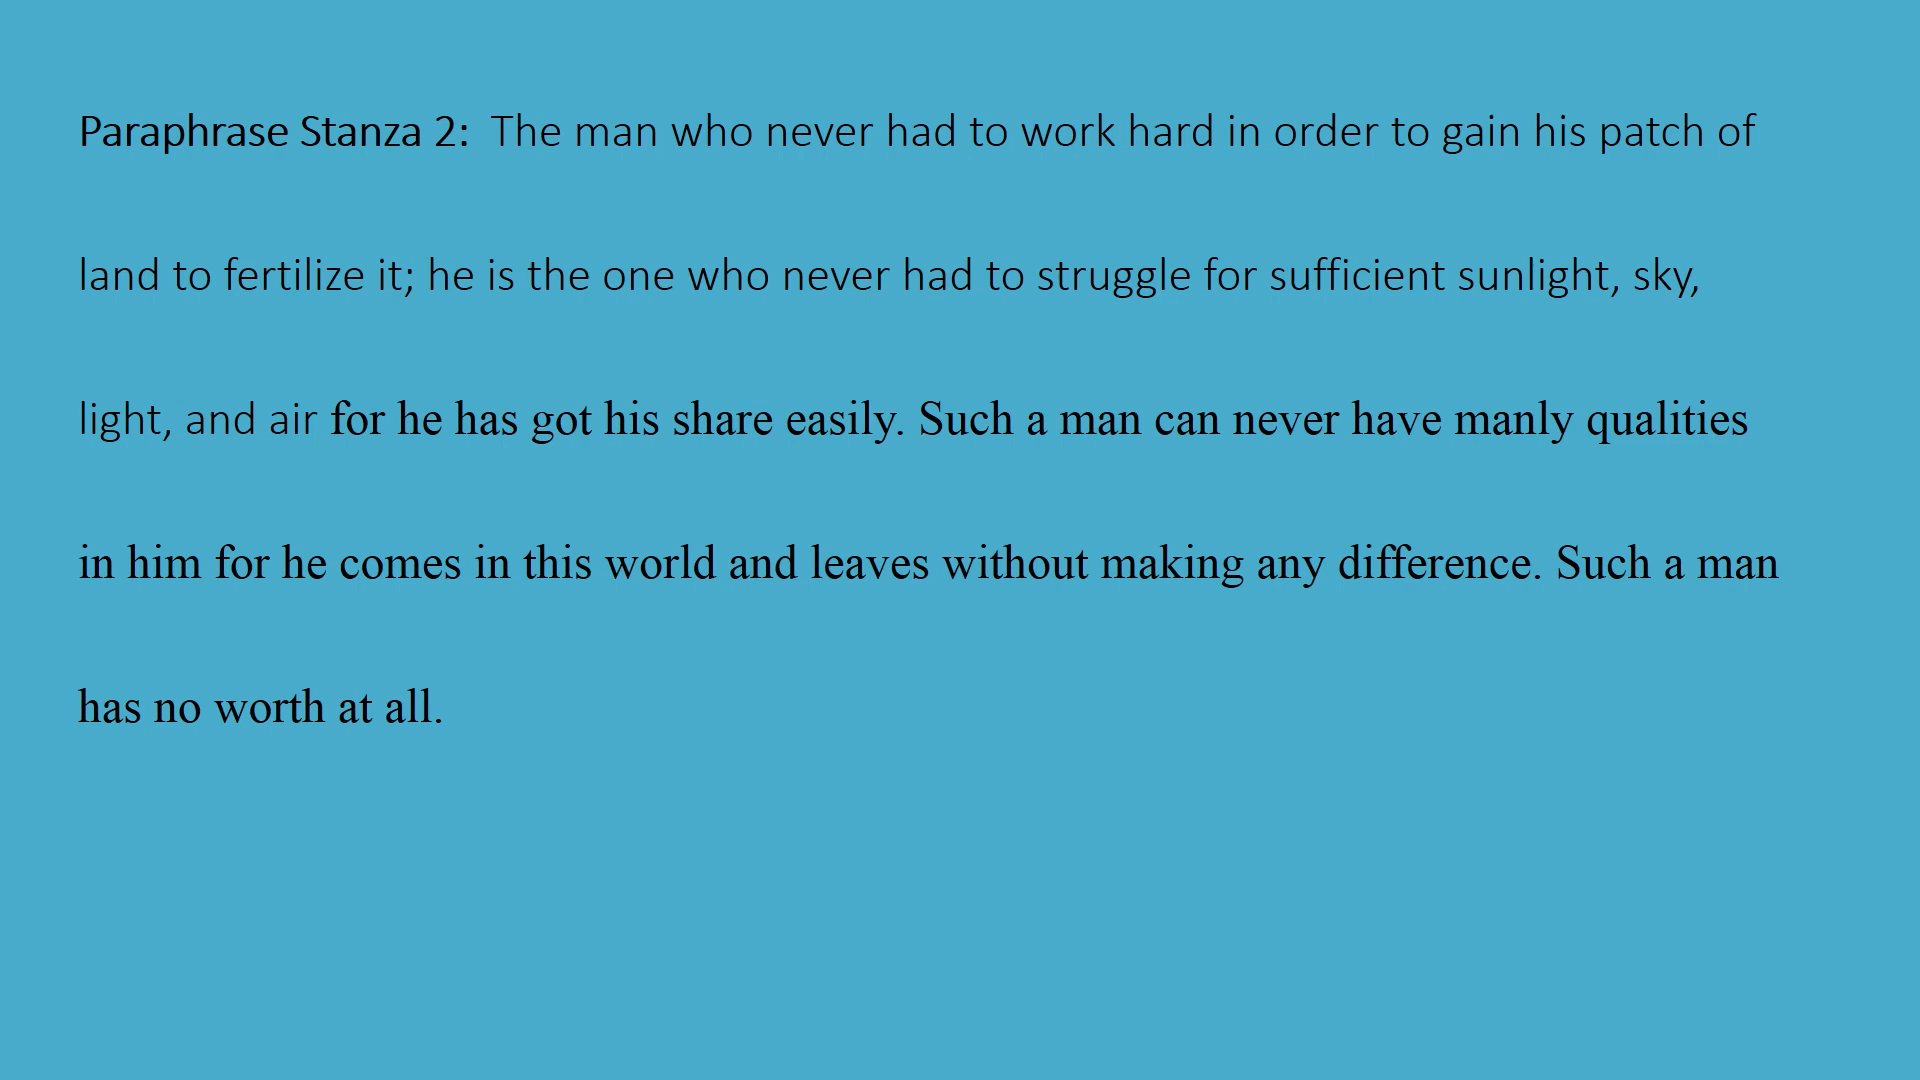 Paraphrase Stanza 2: The man who never had to work hard in order to gain his patch of
land to fertilize it; he is the one who never had to struggle for sufficient sunlight, sky,
light, and air for he has got his share easily. Such a man can never have manly qualities
in him for he comes in this world and leaves without making any difference. Such a man
has no worth at all.